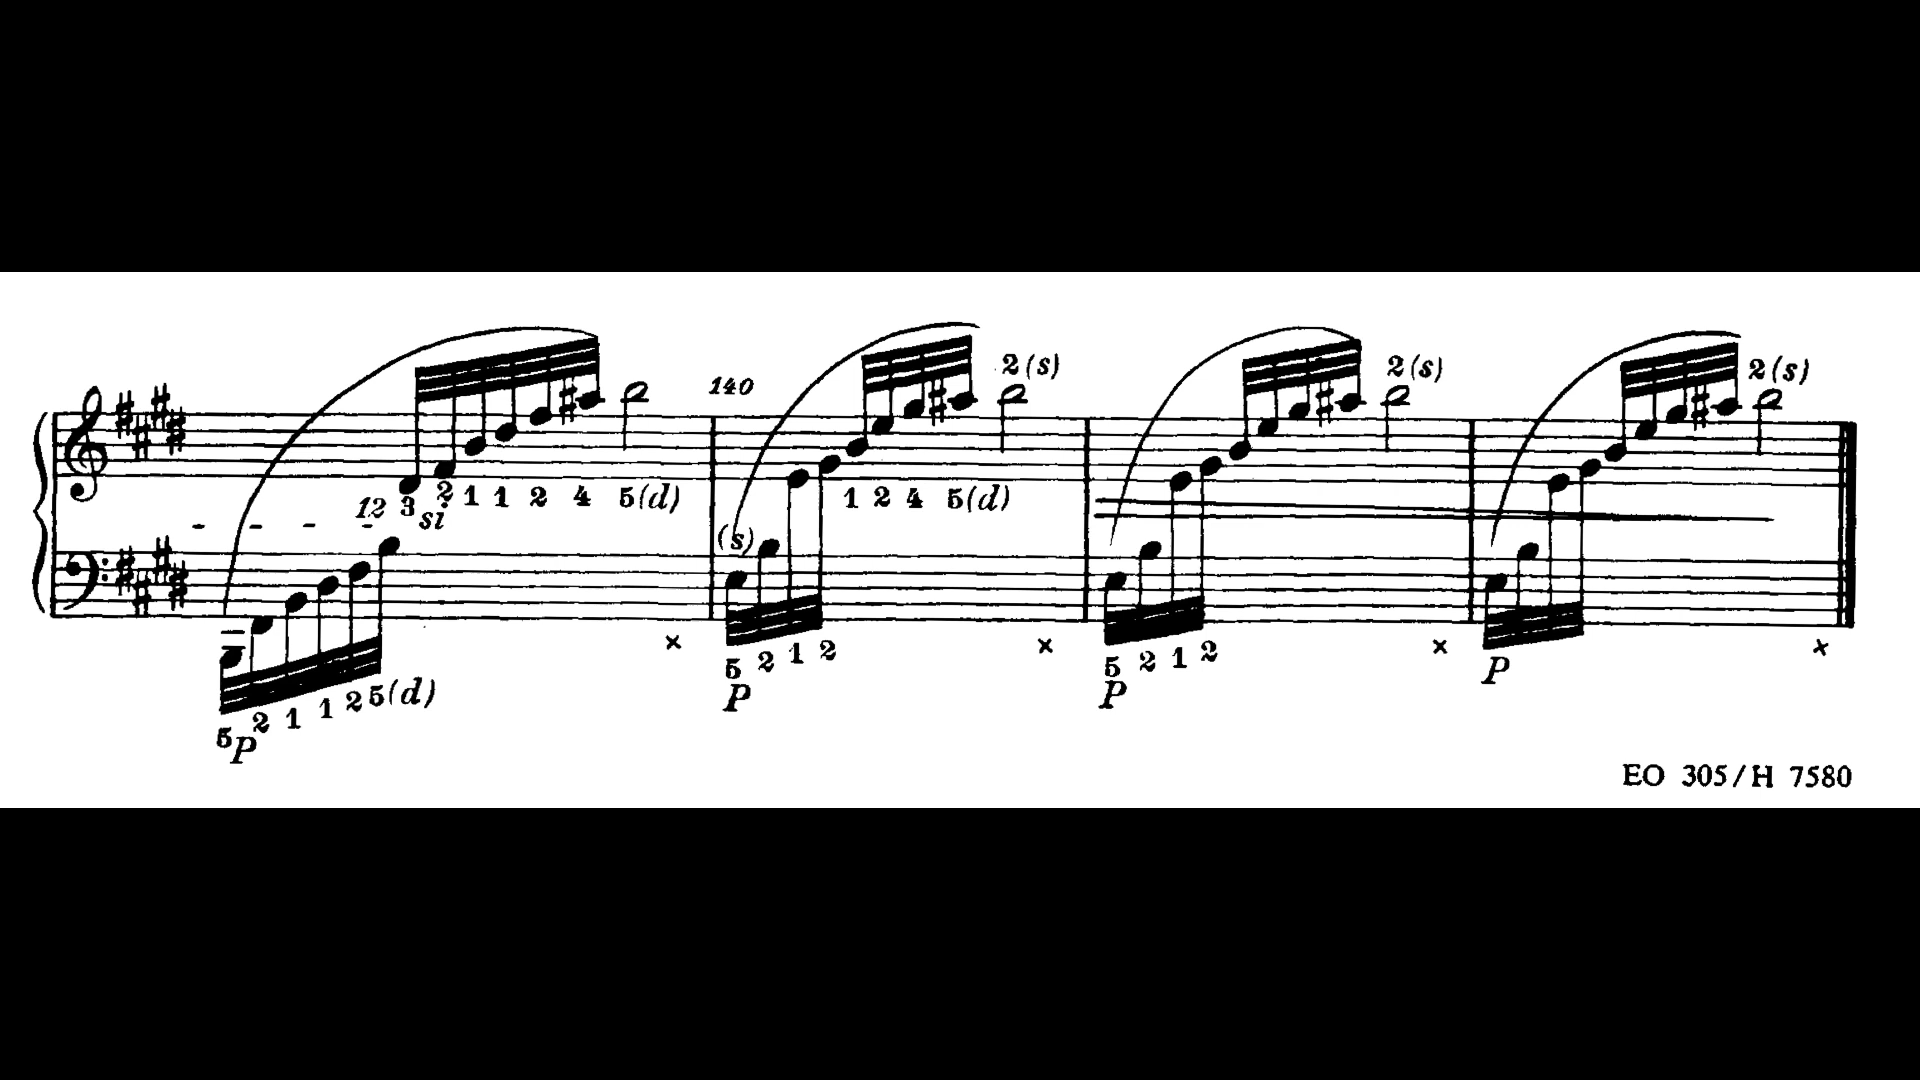 140
2(s) 2(s) 2(s)
12 3 2 1 1 2 4 5(d) 1 2 4 5(d)
si
(s)
5 2 1 1 2 5(d) 5 2 1 2 5 2 1 2
P P P P
EO 305/H 7580